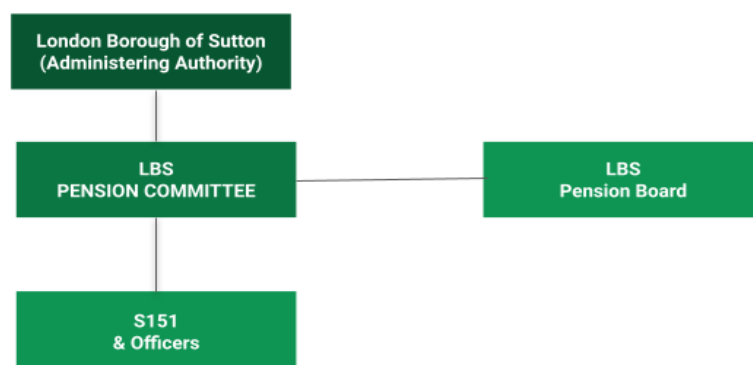 London Borough of Sutton
(Administering Authority)
LBS
PENSION COMMITTEE
LBS
Pension Board
S151
& Officers